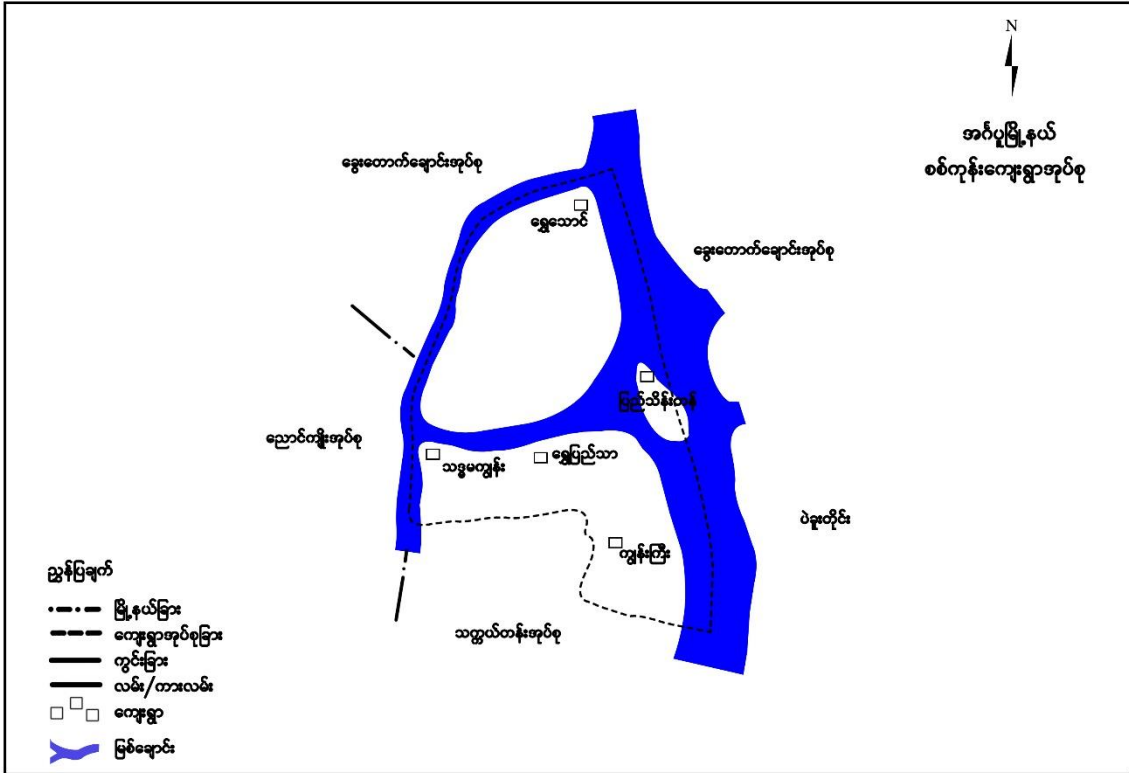 N
အင်္ဂပူမြို့နယ်
စစ်ကုန်းကျေးရွာအုပ်စု
ခွေးတောက်ချောင်းအုပ်စု
ရွှေသောင်
ခွေးတောက်ချောင်းအုပ်စု
ပြည်သိန်းတန်
ညောင်ကျိုးအုပ်စု
သဒ္ဓမကျွန်း
ရွှေပြည်သာ
ပဲခူးတိုင်း
ကျွန်းကြီး
သက္ကယ်တန်းအုပ်စု
ညွှန်ပြချက်
မြို့နယ်ခြား
ကျေးရွာအုပ်စုခြား
ကွင်းခြား
လမ်း/ကားလမ်း
ကျေးရွာ
မြစ်ချောင်း